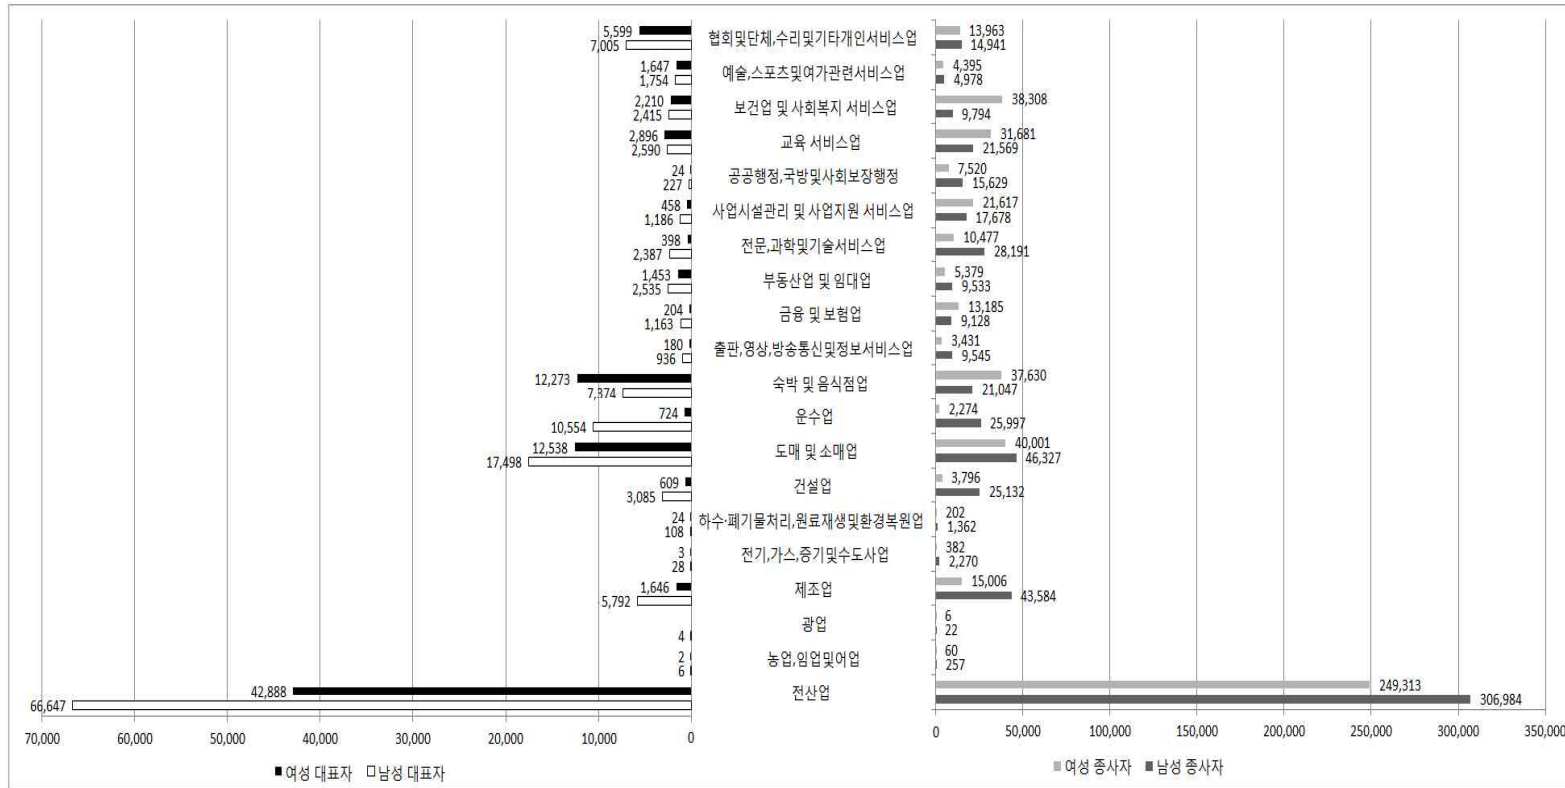 5,599 협회및단체,수리및기타개인서비스업 13,963
7,005 14,941
1,647 예술,스포츠및여가관련서비스업 4,395
1,754 4,978
2,210 보건업 및 사회복지 서비스업 38,308
2,415 9,794
2,896 교육 서비스업 31,681
2,590 21,569
24 공공행정,국방및사회보장행정 7,520
227 15,629
458 사업시설관리 및 사업지원 서비스업 21,617
1,186 17,678
398 전문,과학및기술서비스업 10,477
2,387 28,191
1,453 부동산업 및 임대업 5,379
2,535 9,533
204 금융 및 보험업 13,185
1,163 9,128
180 출판,영상,방송통신및정보서비스업 3,431
936 9,545
12,273 숙박 및 음식점업 37,630
7,374 21,047
724 운수업 2,274
10,554 25,997
12,538 도매 및 소매업 40,001
17,498 46,327
609 건설업 3,796
3,085 25,132
24 하수·폐기물처리,원료재생및환경복원업 202
108 1,362
3 전기,가스,증기및수도사업 382
28 2,270
1,646 제조업 15,006
5,792 43,584
광업 6
4 22
2 농업,임업및어업 60
6 257
42,888 전산업 249,313
66,647 306,984
70,000 60,000 50,000 40,000 30,000 20,000 10,000 0 0 50,000 100,000 150,000 200,000 250,000 300,000 350,000
여성 대표자 남성 대표자 여성 종사자 남성 종사자